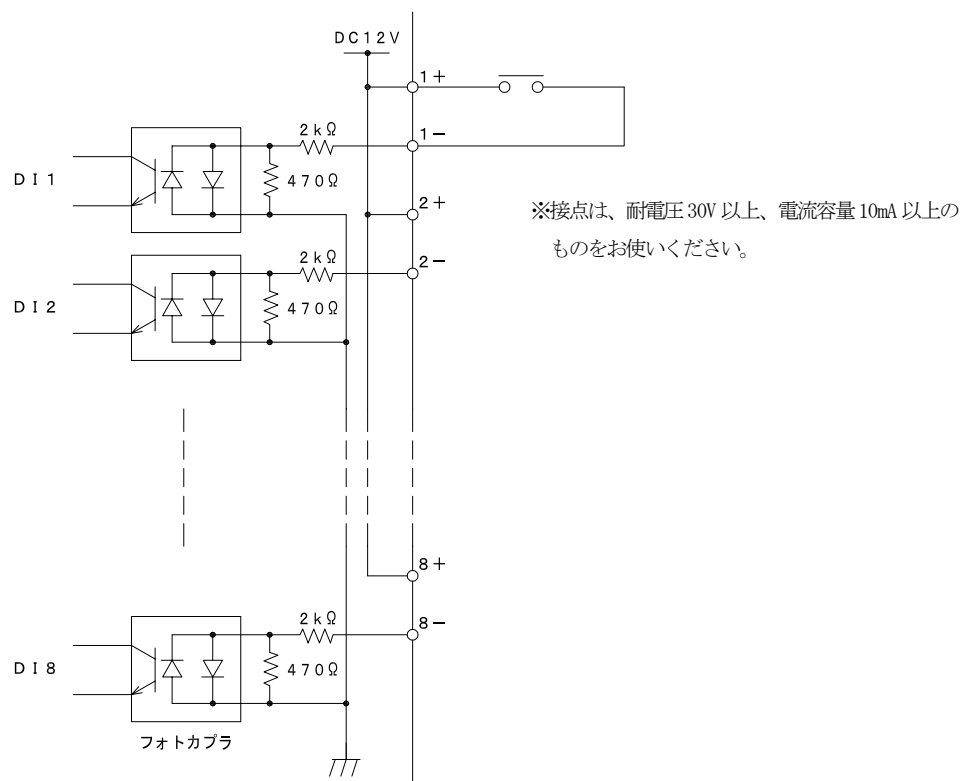 DC12V
1+
2kΩ
1-
DI1
470Ω
2+
※接点は、耐電圧30V以上、電流容量10mA以上の
ものをお使いください。
2kΩ
2-
DI2
470Ω
8+
2kΩ
8-
DI8
470Ω
フォトカプラ